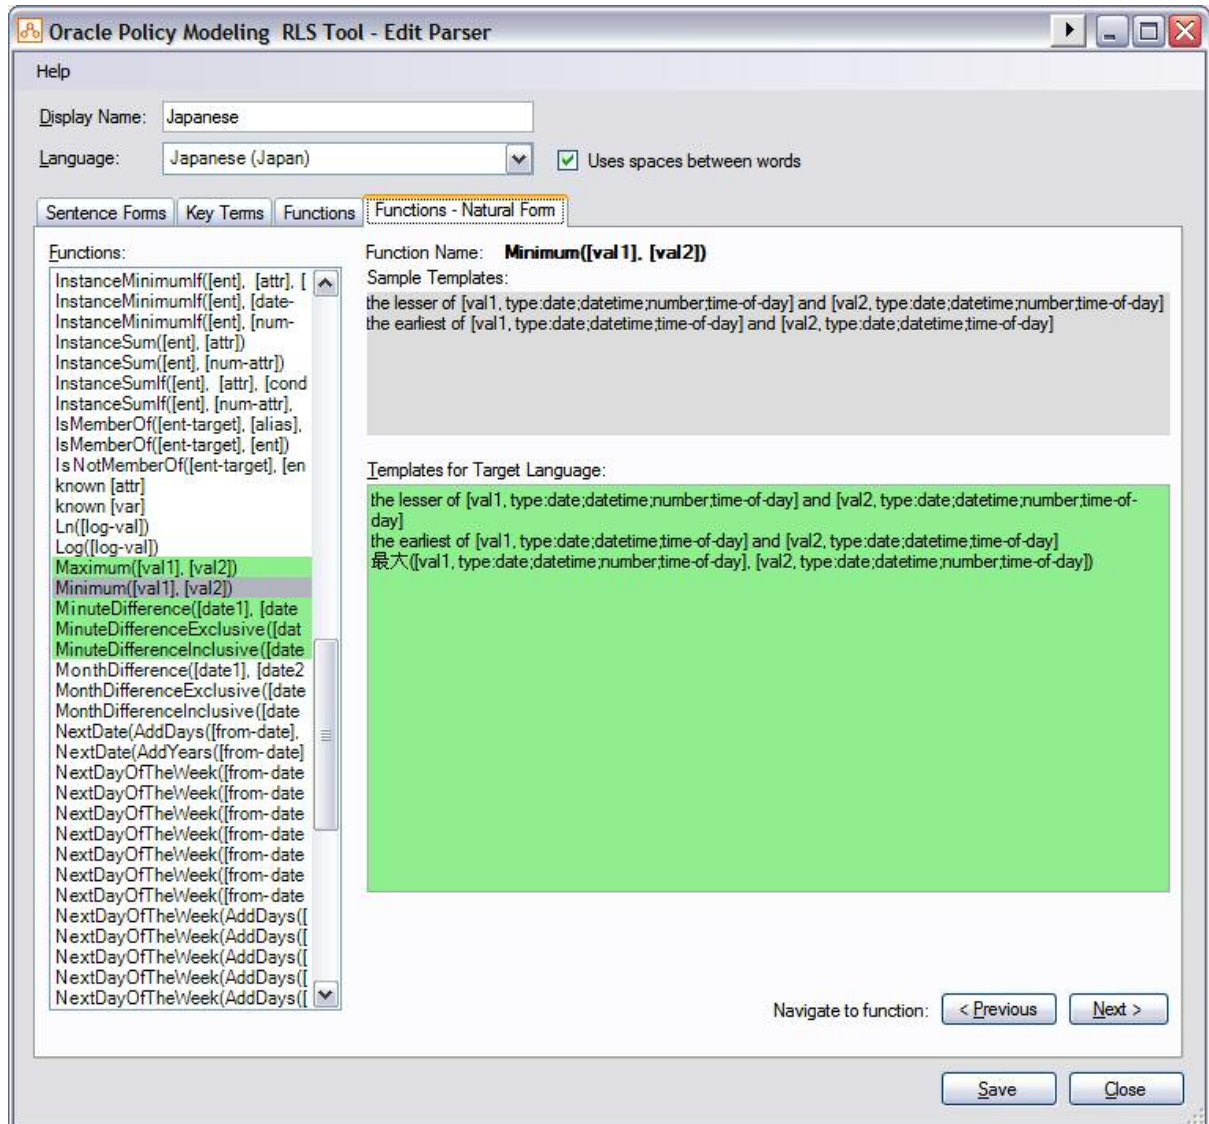 Oracle Policy Modeling RLS Tool - Edit Parser
Help
Display Name: Japanese
Language: Japanese (Japan) Uses spaces between words
Sentence Forms Key Terms Functions Functions - Natural Form
Functions:
InstanceMinimumIf([ent], [attr], [
InstanceMinimumIf([ent], [date-
InstanceMinimumIf([ent], [num-
InstanceSum([ent], [attr])
InstanceSum([ent], [num-attr])
InstanceSumIf([ent], [attr], [cond
InstanceSumIf([ent], [num-attr],
IsMemberOf([ent-target], [alias],
IsMemberOf([ent-target], [ent])
IsNotMemberOf([ent-target], [en
known [attr]
known [var]
Ln([log-val])
Log([log-val])
Maximum([val1], [val2])
Minimum([val1], [val2])
MinuteDifference([date1], [date
MinuteDifferenceExclusive([dat
MinuteDifferenceInclusive([date
MonthDifference([date1], [date2
MonthDifferenceExclusive([date
MonthDifferenceInclusive([date
NextDate(AddDays([from-date],
NextDate(AddYears([from-date]
NextDayOfTheWeek([from-date
NextDayOfTheWeek([from-date
NextDayOfTheWeek([from-date
NextDayOfTheWeek([from-date
NextDayOfTheWeek([from-date
NextDayOfTheWeek([from-date
NextDayOfTheWeek([from-date
NextDayOfTheWeek(AddDays([
NextDayOfTheWeek(AddDays([
NextDayOfTheWeek(AddDays([
NextDayOfTheWeek(AddDays([
NextDayOfTheWeek(AddDays([
Function Name: Minimum([val1], [val2])
Sample Templates:
the lesser of [val1, type:date;datetime;number;time-of-day] and [val2, type:date;datetime;number;time-of-day]
the earliest of [val1, type:date;datetime;time-of-day] and [val2, type:date;datetime;time-of-day]
Templates for Target Language:
the lesser of [val1, type:date;datetime;number;time-of-day] and [val2, type:date;datetime;number;time-of-
day]
the earliest of [val1, type:date;datetime;time-of-day] and [val2, type:date;datetime;time-of-day]
最大([val1, type:date;datetime;number;time-of-day], [val2, type:date;datetime;number;time-of-day])
Navigate to function: < Previous Next >
Save Close